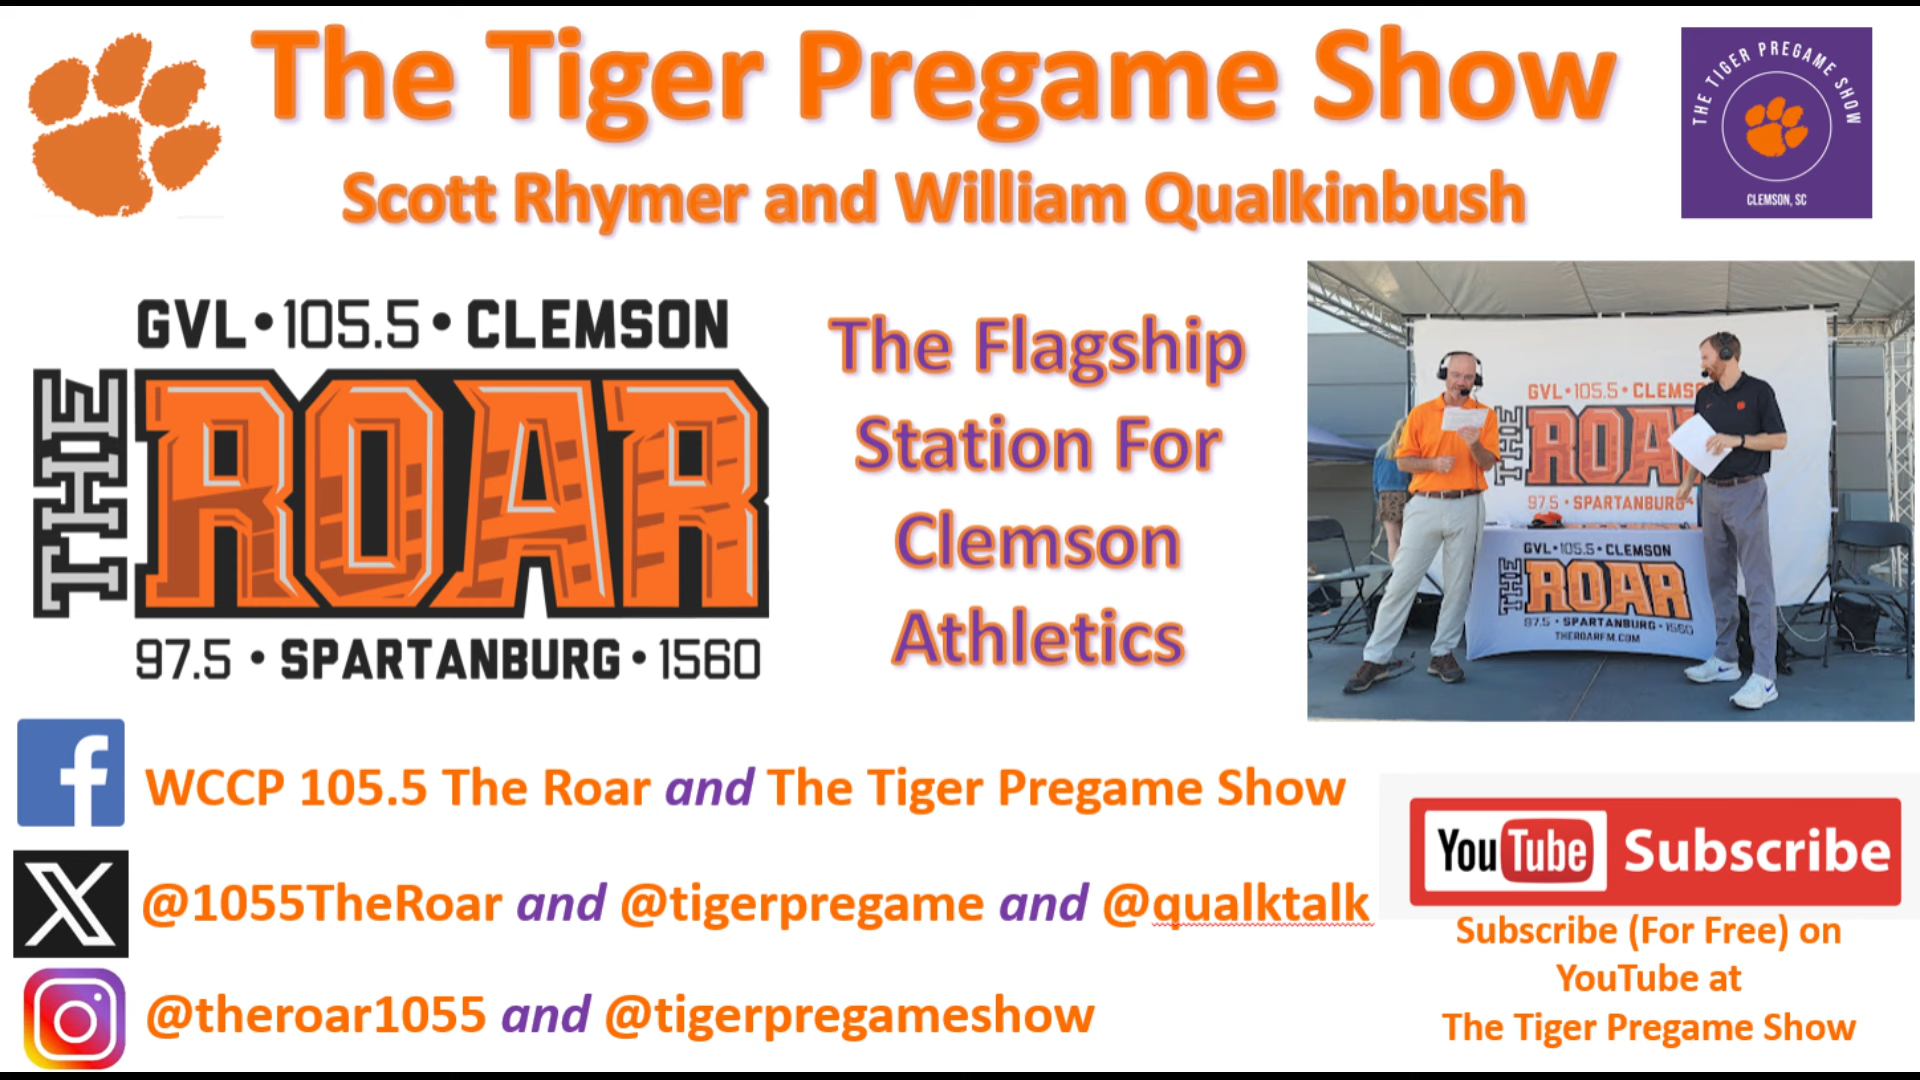 The Tiger Pregame Show
Scott Rhymer and William Qualkinbush
THE TIGER PREGAME SHOW
CLEMSON, SC
GVL • 105.5 • CLEMSON
THE ROAR
97.5 • SPARTANBURG • 1560
The Flagship
Station For
Clemson
Athletics
GVL • 105.5 • CLEMS
THE ROA
97.5 • SPARTANBURG
GVL • 105.5 • CLEMSON
THE ROAR
97.5 • SPARTANBURG • 1560
THEROARFM.COM
f WCCP 105.5 The Roar and The Tiger Pregame Show
X @1055TheRoar and @tigerpregame and @qualktalk
@theroar1055 and @tigerpregameshow
YouTube Subscribe
Subscribe (For Free) on
YouTube at
The Tiger Pregame Show